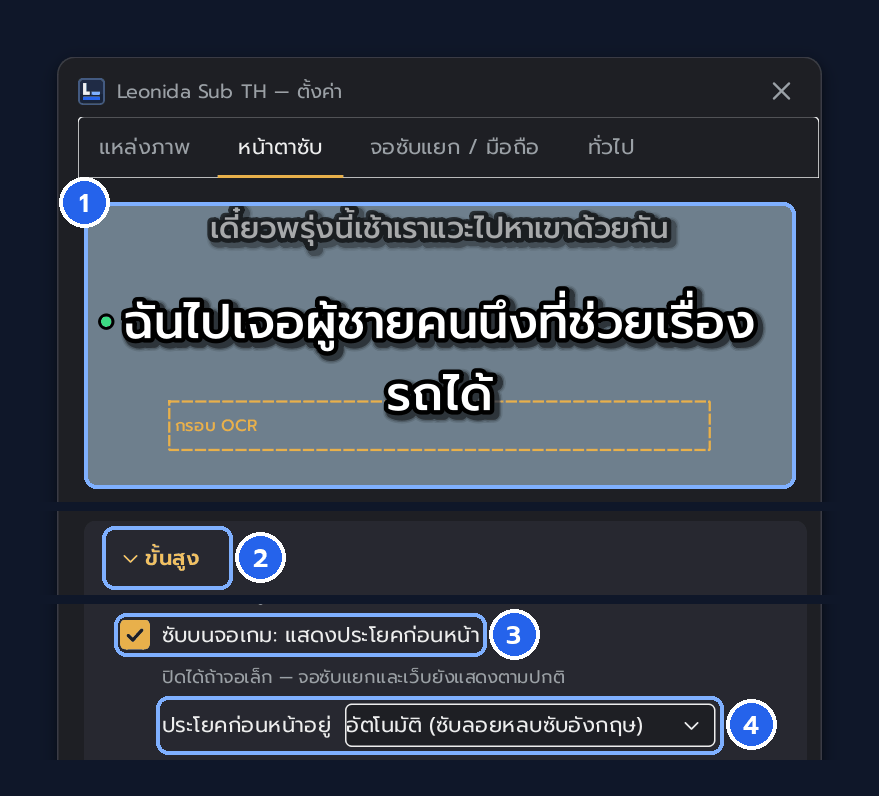 Leonida Sub TH — ตั้งค่า
แหล่งภาพ หน้าตาซับ จอซับแยก / มือถือ ทั่วไป
1
เดี๋ยวพรุ่งนี้เช้าเราแวะไปหาเขาด้วยกัน
ฉันไปเจอผู้ชายคนนึงที่ช่วยเรื่อง
รถได้
กรอบ OCR
ขั้นสูง 2
ซับบนจอเกม: แสดงประโยคก่อนหน้า 3
ปิดได้ถ้าจอเล็ก — จอซับแยกและเว็บยังแสดงตามปกติ
ประโยคก่อนหน้าอยู่ อัตโนมัติ (ซับลอยหลบซับอังกฤษ) 4